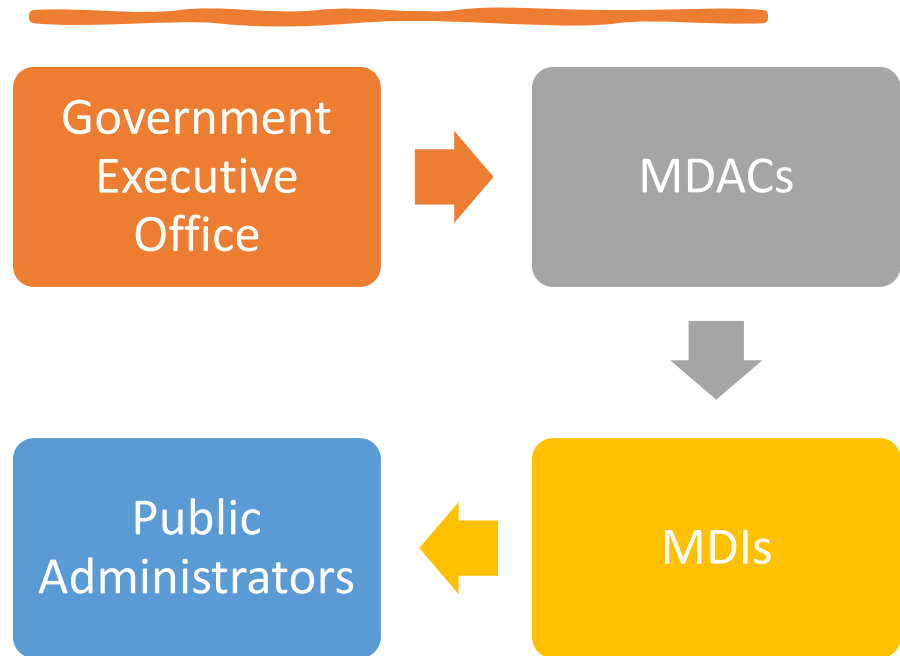 Government
Executive
Office
MDACs
MDIs
Public
Administrators